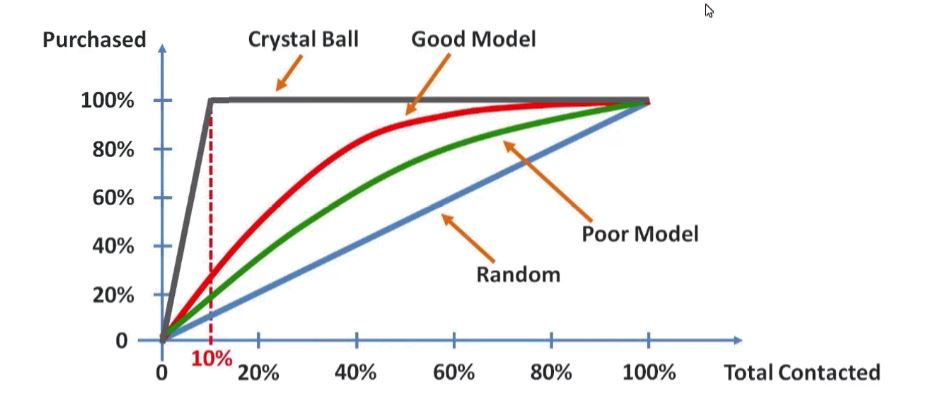 Purchased
Crystal Ball
Good Model
100%
80%
60%
40%
20%
0
Poor Model
Random
10%
0
20%
40%
60%
80%
100%
Total Contacted